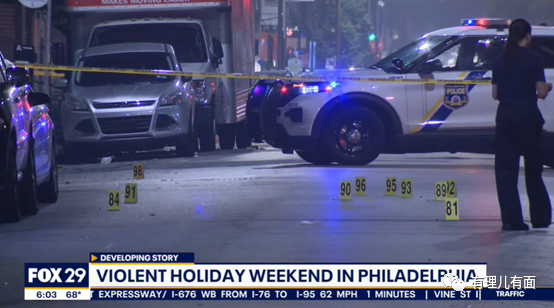 29
MAKES MOVING CLEAR
POLICE
98
84
91
90
96
95
93
89
92
81
DEVELOPING STORY
FOX 29
VIOLENT HOLIDAY WEEKEND IN PHILADELPHIA
有理儿有面
6:03 68° EXPRESSWAY/ I-676 WB FROM I-76 TO I-95 62 MPH MINUTES VINE ST TRAFFIC